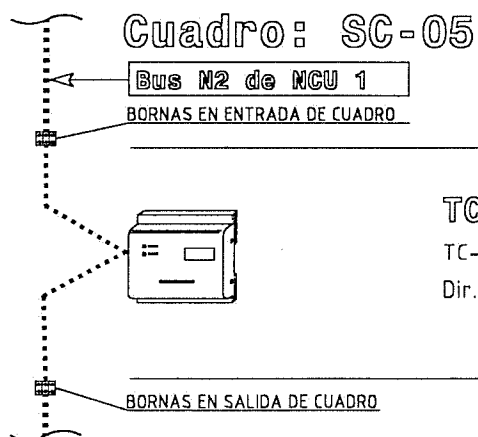 Cuadro: SC-05
Bus N2 de NCU 1
BORNAS EN ENTRADA DE CUADRO
TC
TC-
Dir.
BORNAS EN SALIDA DE CUADRO